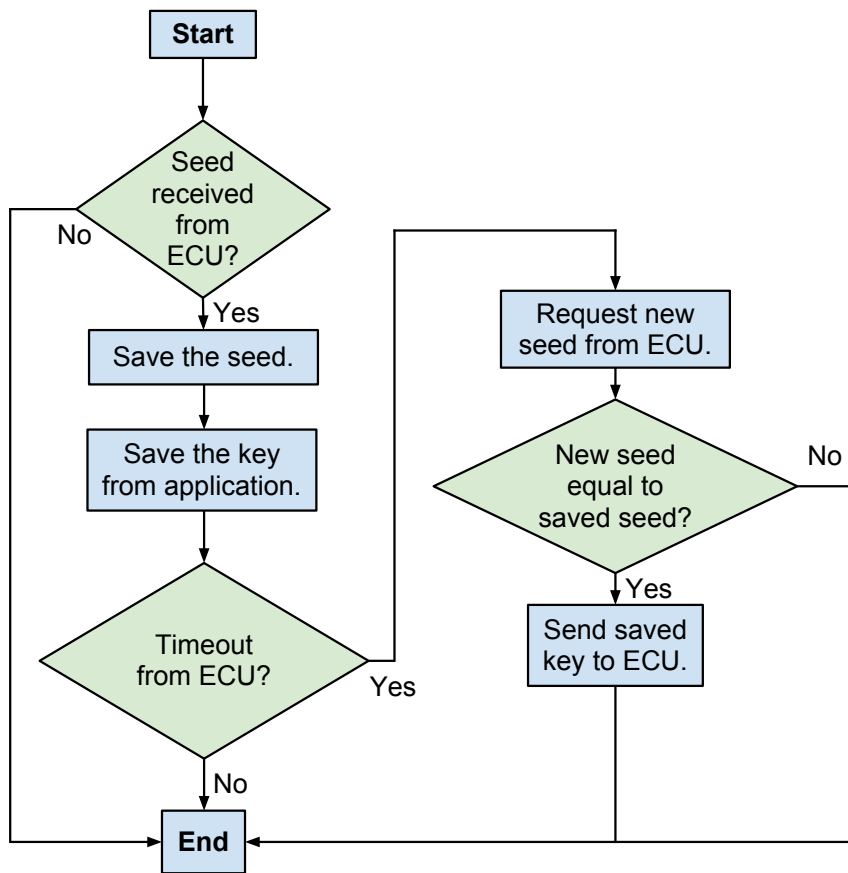 Start
Seed
received
from
ECU?
No
Yes
Save the seed.
Save the key
from application.
Timeout
from ECU?
Yes
No
End
Request new
seed from ECU.
New seed
equal to
saved seed?
No
Yes
Send saved
key to ECU.